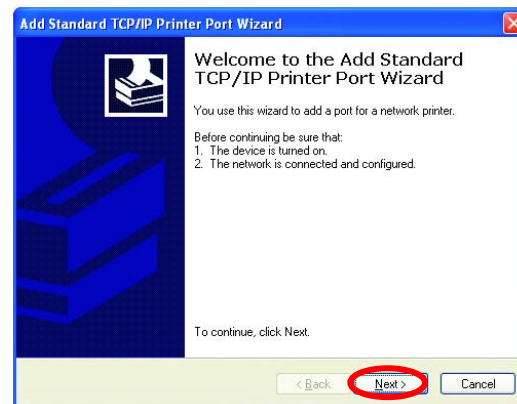 Add Standard TCP/IP Printer Port Wizard
Welcome to the Add Standard
TCP/IP Printer Port Wizard
You use this wizard to add a port for a network printer.
Before continuing be sure that:
1. The device is turned on.
2. The network is connected and configured.
To continue, click Next.
< Back Next > Cancel